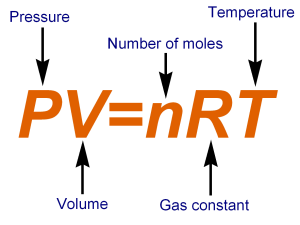 Temperature
Pressure
Number of moles
PV=nRT
Volume
Gas constant